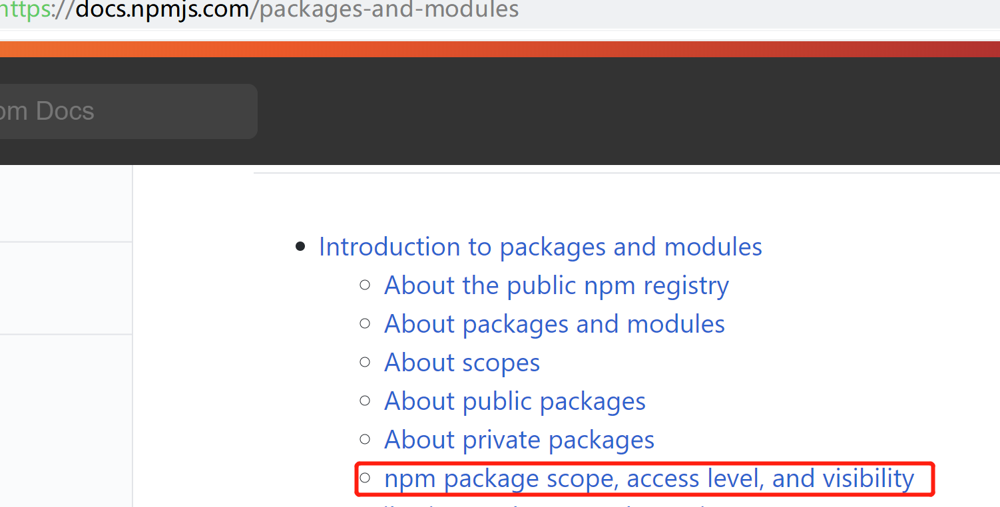 https://docs.npmjs.com/packages-and-modules
om Docs
Introduction to packages and modules
About the public npm registry
About packages and modules
About scopes
About public packages
About private packages
npm package scope, access level, and visibility